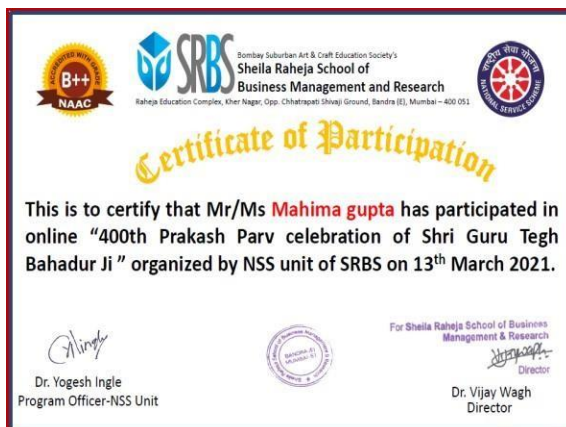 ACCREDITED WITH GRADE
B++
NAAC
SRBS
Bombay Suburban Art & Craft Education Society's
Sheila Raheja School of
Business Management and Research
Raheja Education Complex, Kher Nagar, Opp. Chhatrapati Shivaji Ground, Bandra (E), Mumbai – 400 051
राष्ट्रीय सेवा योजना
NATIONAL SERVICE SCHEME
Certificate of Participation
This is to certify that Mr/Ms Mahima gupta has participated in
online “400th Prakash Parv celebration of Shri Guru Tegh
Bahadur Ji ” organized by NSS unit of SRBS on 13th March 2021.
Dr. Yogesh Ingle
Program Officer-NSS Unit
BANDRA (E)
MUMBAI-51
For Sheila Raheja School of Business
Management & Research
Director
Dr. Vijay Wagh
Director